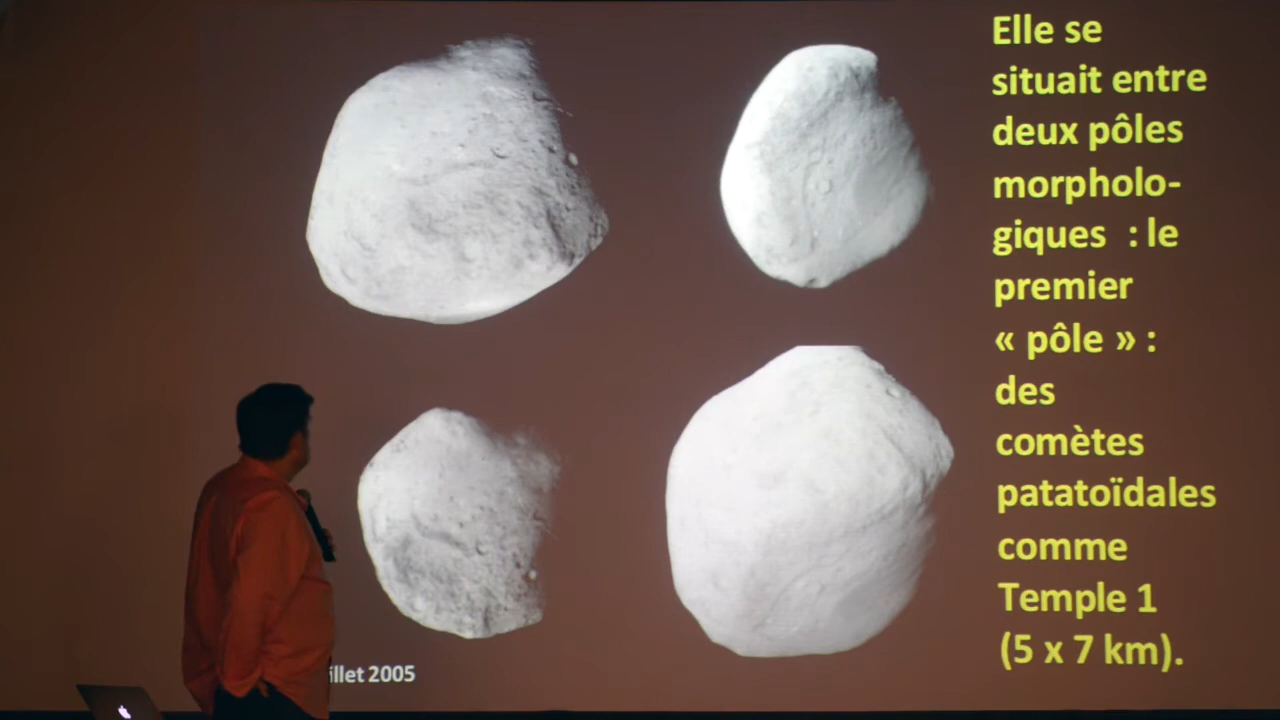 Elle se
situait entre
deux pôles
morpholo-
giques : le
premier
« pôle » :
des
comètes
patatoïdales
comme
Temple 1
(5 x 7 km).
illet 2005